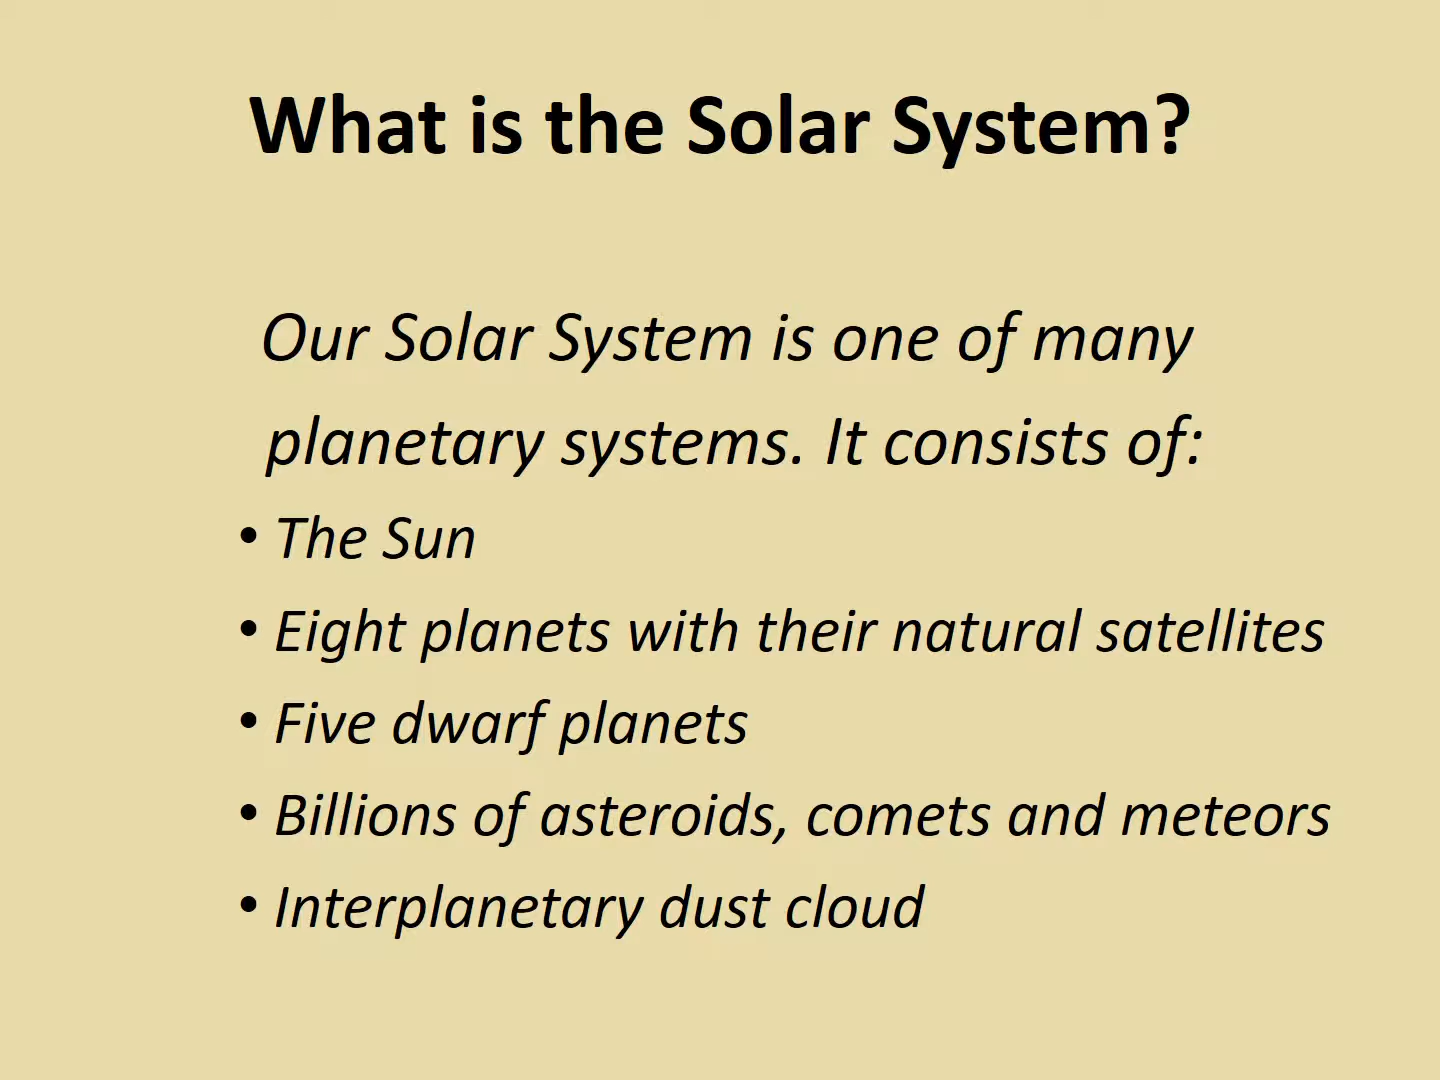 What is the Solar System?
Our Solar System is one of many
planetary systems. It consists of:
• The Sun
• Eight planets with their natural satellites
• Five dwarf planets
• Billions of asteroids, comets and meteors
• Interplanetary dust cloud